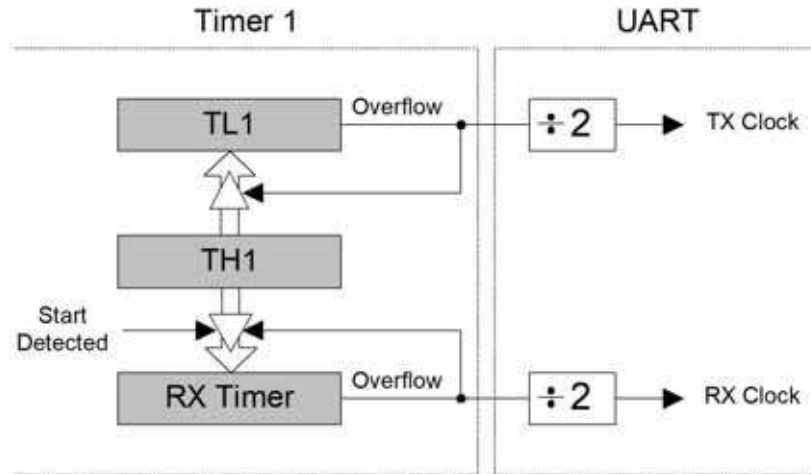 Timer 1
UART
TL1
Overflow
÷ 2
TX Clock
TH1
Start
Detected
RX Timer
Overflow
÷ 2
RX Clock